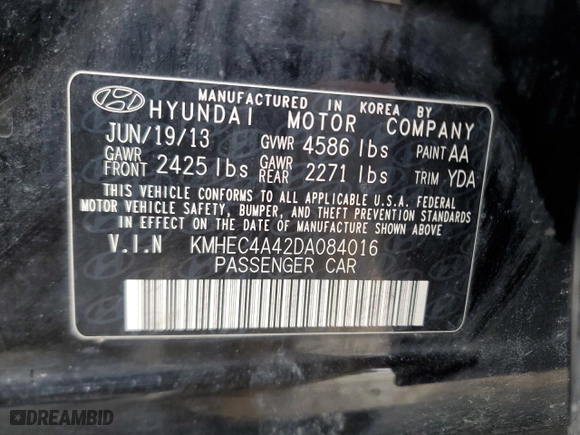 MANUFACTURED IN KOREA BY
HYUNDAI MOTOR COMPANY
JUN/19/13 GVWR 4586 lbs PAINT AA
GAWR FRONT 2425 lbs GAWR REAR 2271 lbs TRIM YDA
THIS VEHICLE CONFORMS TO ALL APPLICABLE U.S.A. FEDERAL
MOTOR VEHICLE SAFETY, BUMPER, AND THEFT PREVENTION STANDARDS
IN EFFECT ON THE DATE OF MANUFACTURE SHOWN ABOVE.
V.I.N KMHEC4A42DA084016
PASSENGER CAR
DREAMBID